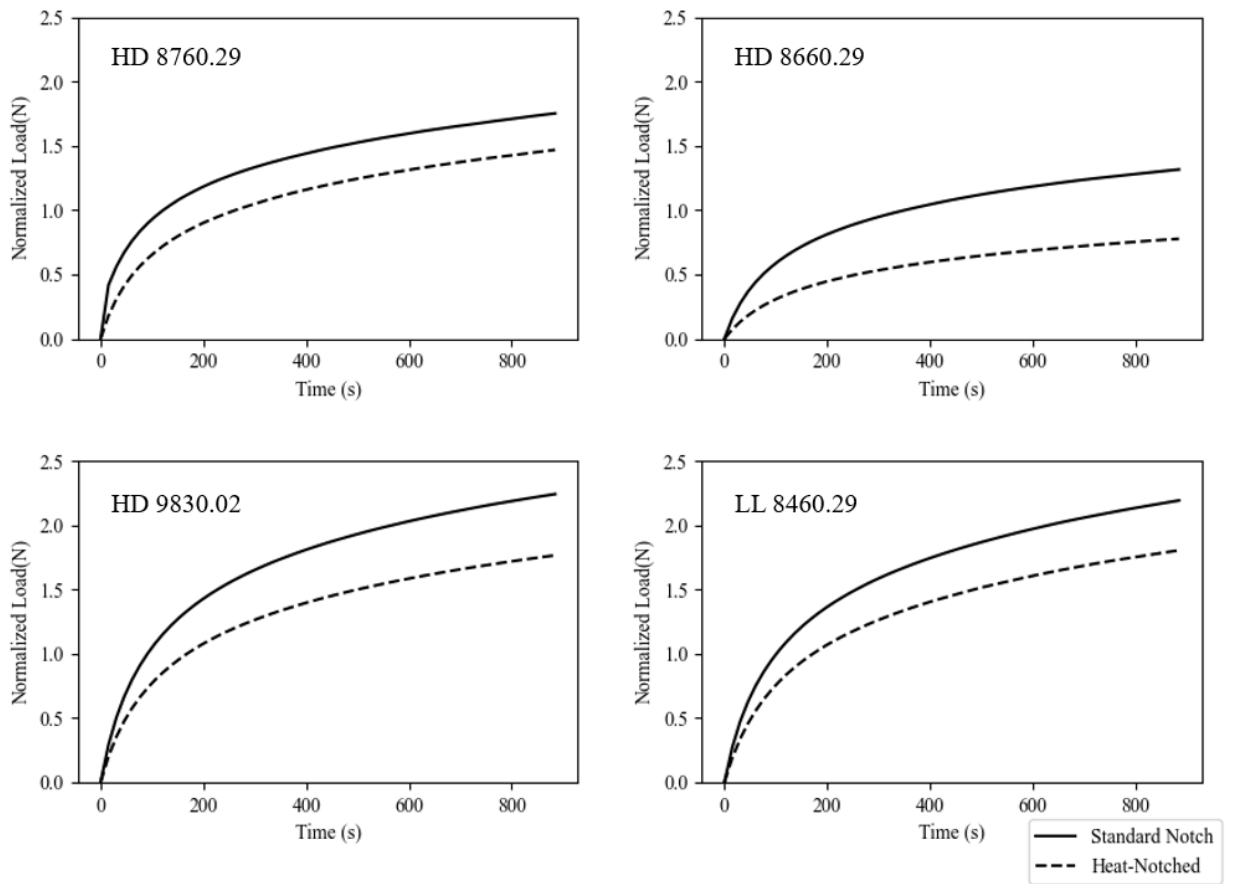 HD 8760.29
2.5
2.0
1.5
1.0
0.5
0.0
Normalized Load(N)
0 200 400 600 800
Time (s)
HD 8660.29
2.5
2.0
1.5
1.0
0.5
0.0
Normalized Load(N)
0 200 400 600 800
Time (s)
HD 9830.02
2.5
2.0
1.5
1.0
0.5
0.0
Normalized Load(N)
0 200 400 600 800
Time (s)
LL 8460.29
2.5
2.0
1.5
1.0
0.5
0.0
Normalized Load(N)
0 200 400 600 800
Time (s)
Standard Notch
Heat-Notched